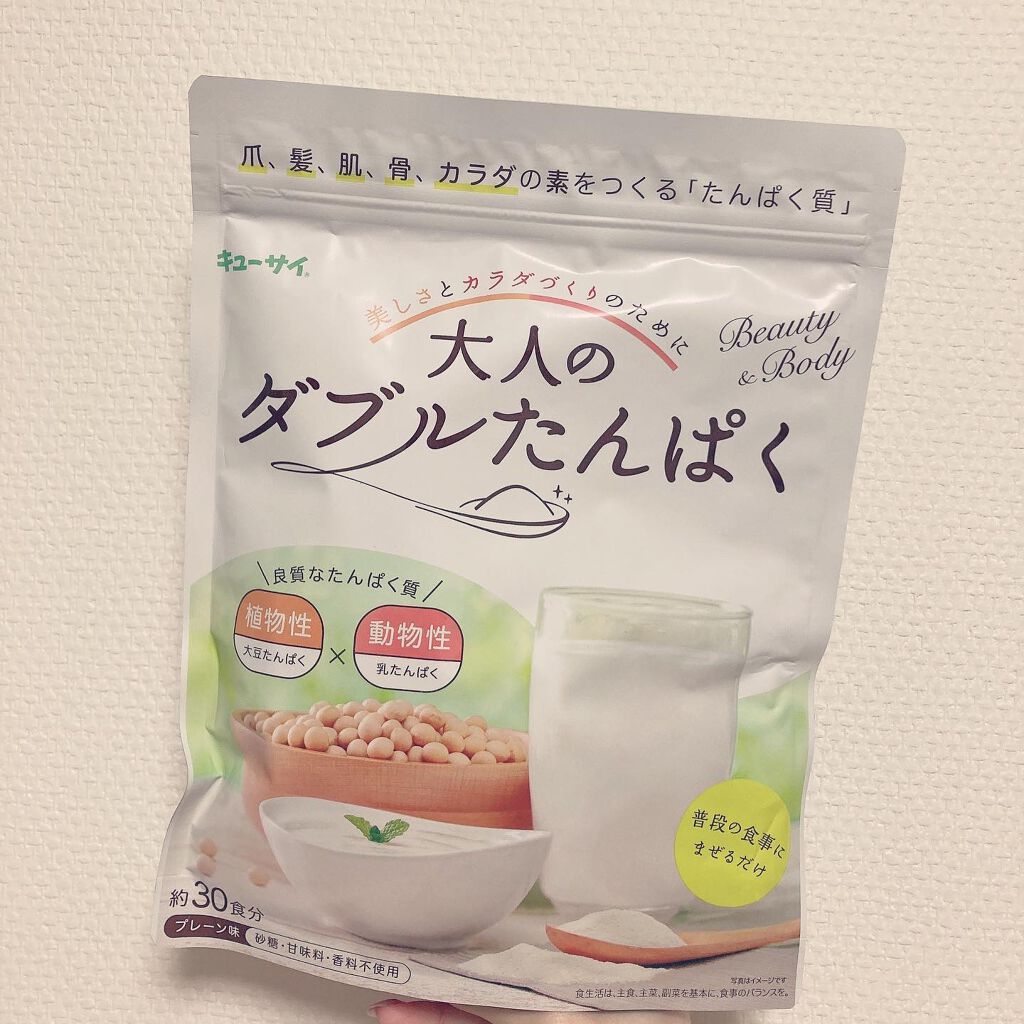 爪、髪、肌、骨、カラダの素をつくる「たんぱく質」
キューサイ®
美しさとカラダづくりのために
Beauty
& Body
大人の
ダブルたんぱく
良質なたんぱく質
植物性
大豆たんぱく
×
動物性
乳たんぱく
普段の食事に
まぜるだけ
約30食分
プレーン味
砂糖・甘味料・香料不使用
写真はイメージです
食生活は、主食、主菜、副菜を基本に、食事のバランスを。